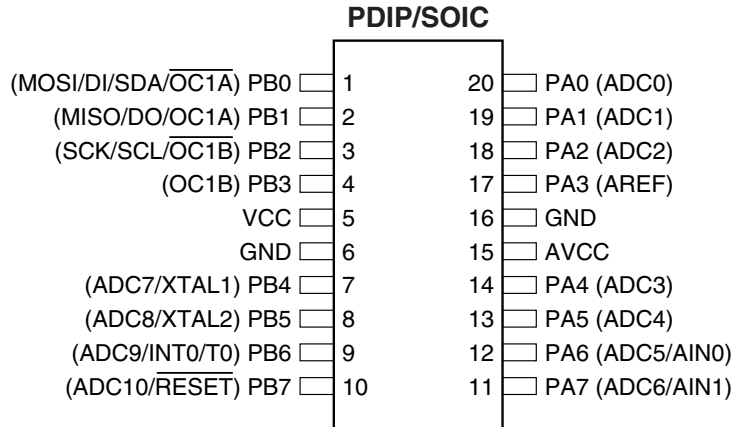 PDIP/SOIC
(MOSI/DI/SDA/O̅C̅1̅A̅) PB0 1 20 PA0 (ADC0)
(MISO/DO/OC1A) PB1 2 19 PA1 (ADC1)
(SCK/SCL/O̅C̅1̅B̅) PB2 3 18 PA2 (ADC2)
(OC1B) PB3 4 17 PA3 (AREF)
VCC 5 16 GND
GND 6 15 AVCC
(ADC7/XTAL1) PB4 7 14 PA4 (ADC3)
(ADC8/XTAL2) PB5 8 13 PA5 (ADC4)
(ADC9/INT0/T0) PB6 9 12 PA6 (ADC5/AIN0)
(ADC10/R̅E̅S̅E̅T̅) PB7 10 11 PA7 (ADC6/AIN1)